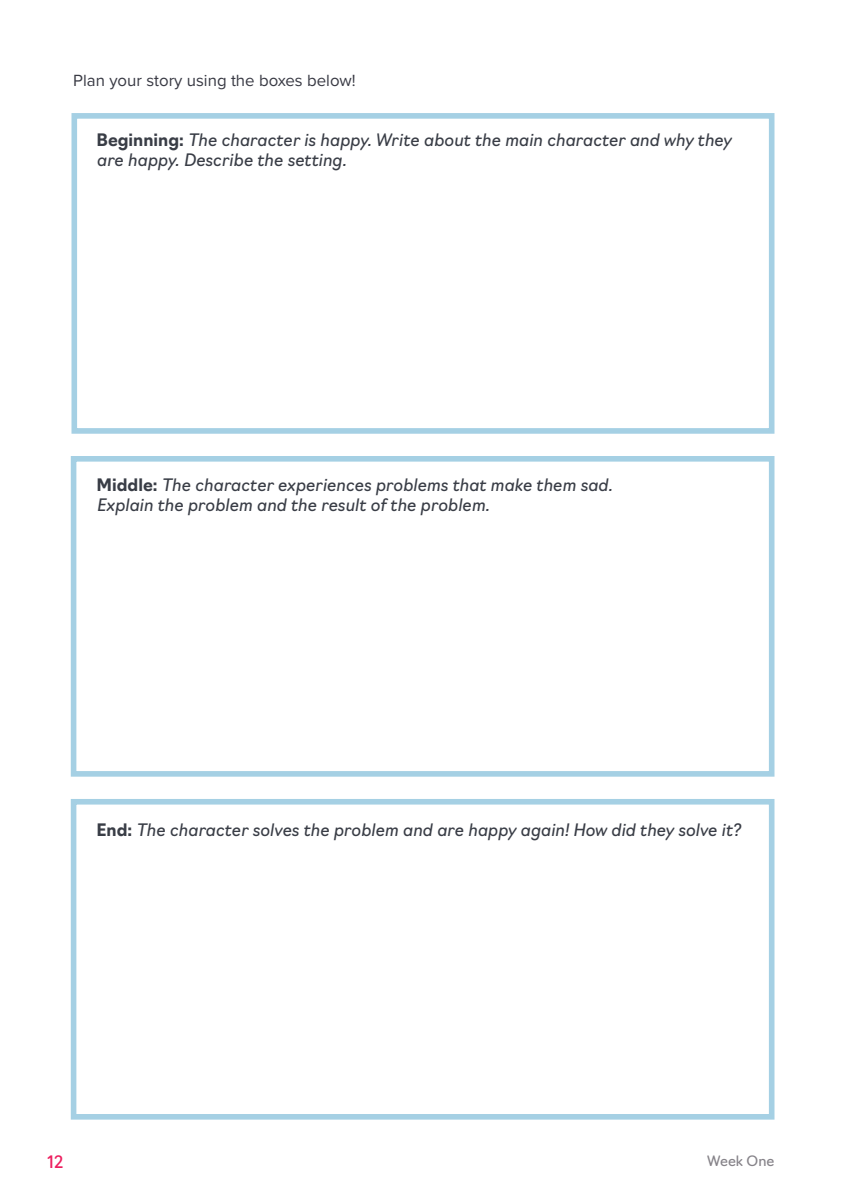 Plan your story using the boxes below!
Beginning: The character is happy. Write about the main character and why they
are happy. Describe the setting.
Middle: The character experiences problems that make them sad.
Explain the problem and the result of the problem.
End: The character solves the problem and are happy again! How did they solve it?
12
Week One